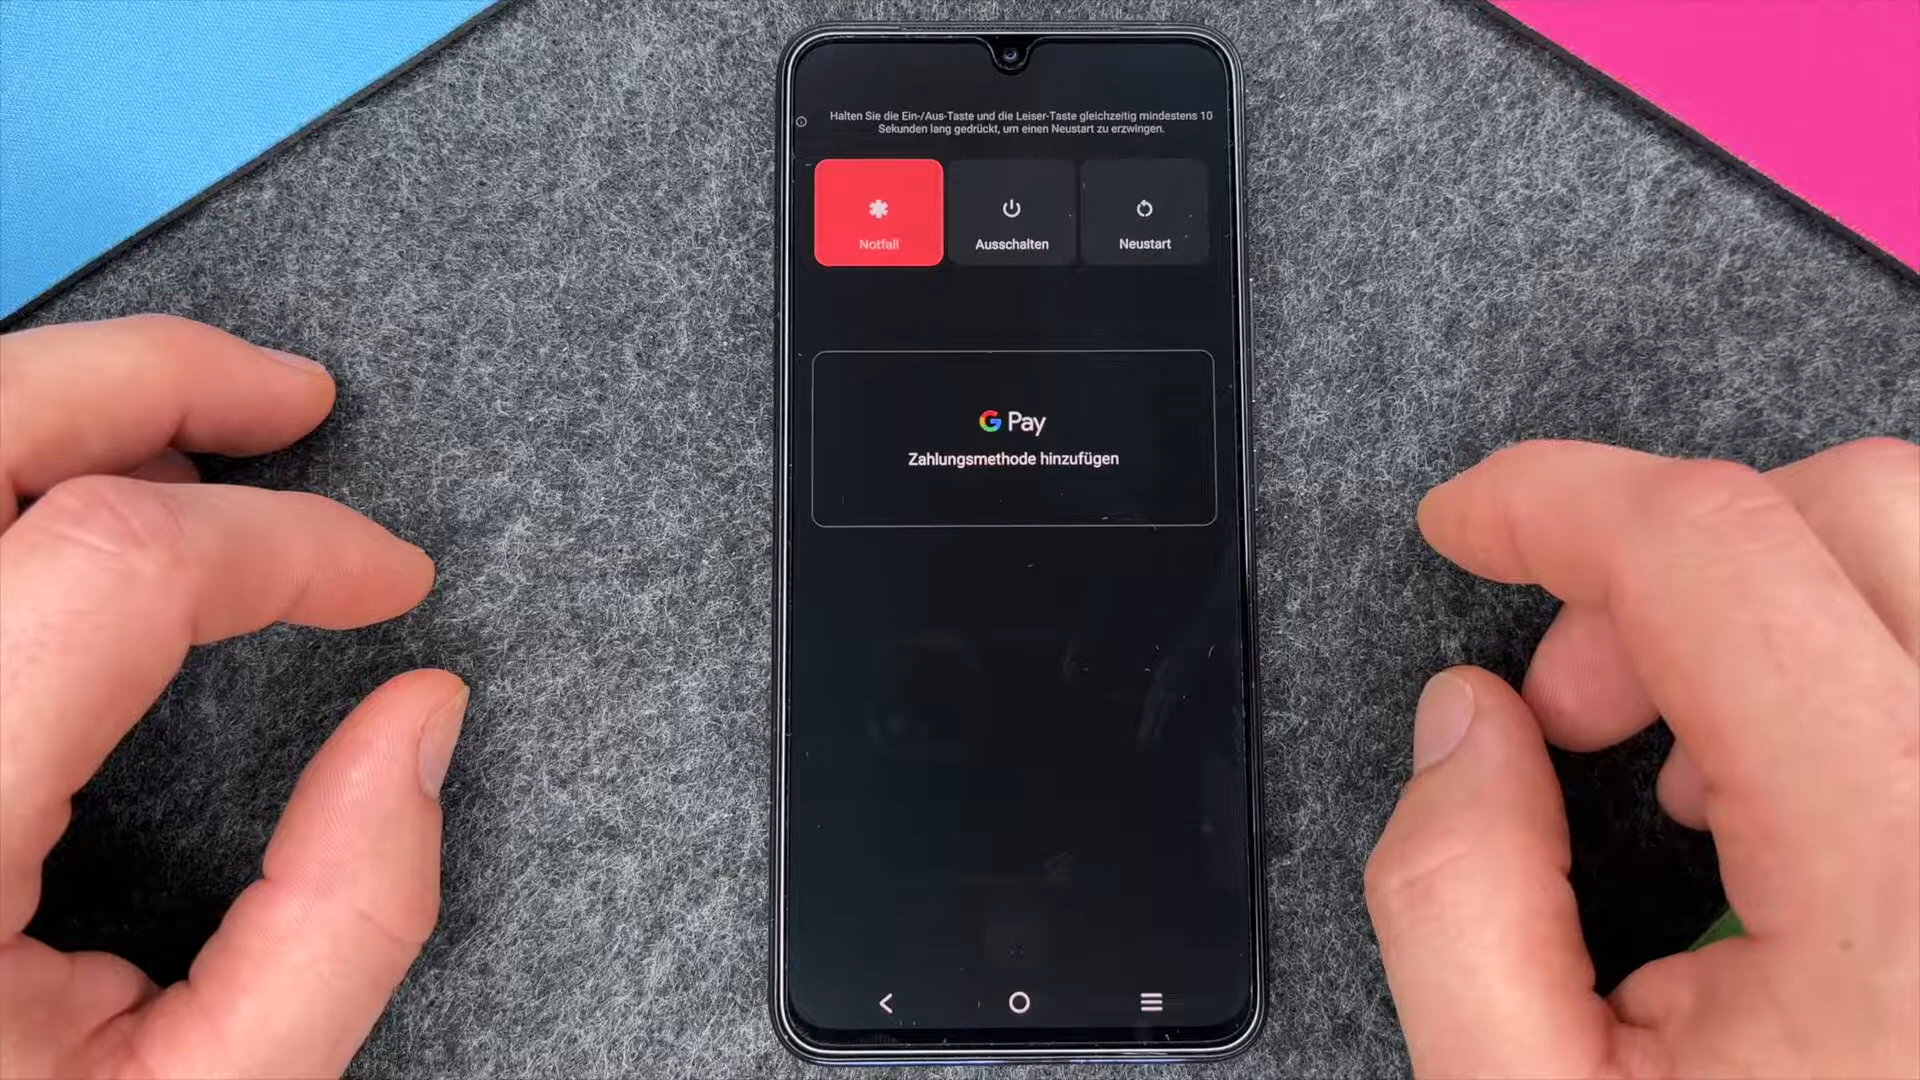 Halten Sie die Ein-/Aus-Taste und die Leiser-Taste gleichzeitig mindestens 10
Sekunden lang gedrückt, um einen Neustart zu erzwingen.
Notfall
Ausschalten
Neustart
G Pay
Zahlungsmethode hinzufügen